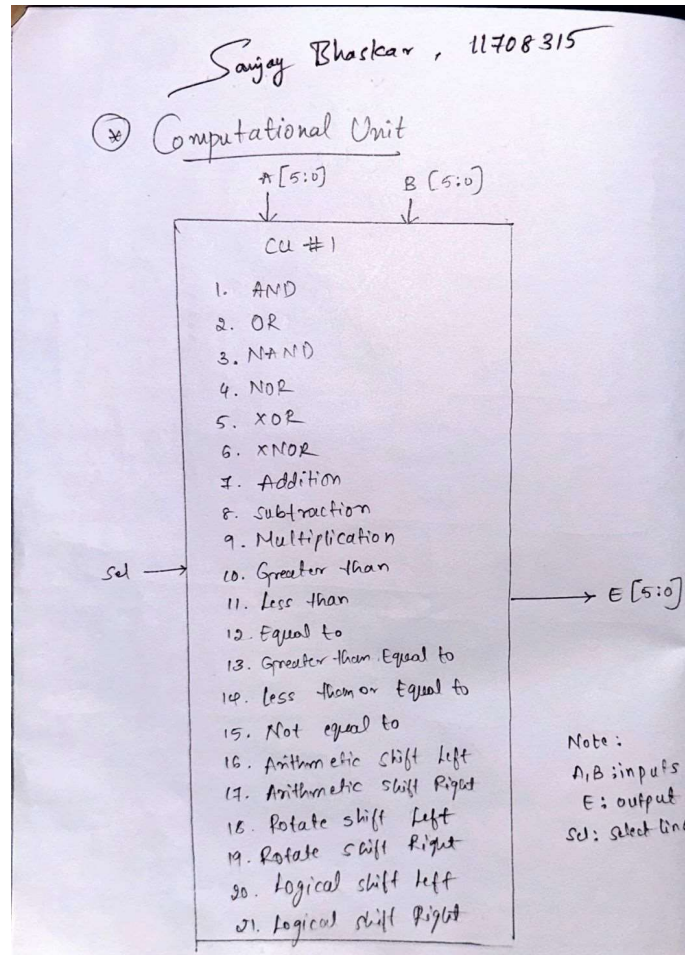 Sanjay Bhaskar, 11708315
* Computational Unit
A[5:0] B[5:0]
CU #1
1. AND
2. OR
3. NAND
4. NOR
5. XOR
6. XNOR
7. Addition
8. Subtraction
9. Multiplication
Sel
10. Greater than
11. Less than
E[5:0]
12. Equal to
13. Greater than Equal to
14. Less than or Equal to
15. Not equal to
16. Arithmetic shift Left
17. Arithmetic shift Right
18. Rotate shift Left
19. Rotate shift Right
20. Logical shift Left
21. Logical shift Right
Note:
A,B : inputs
E : output
Sel : Select Lin